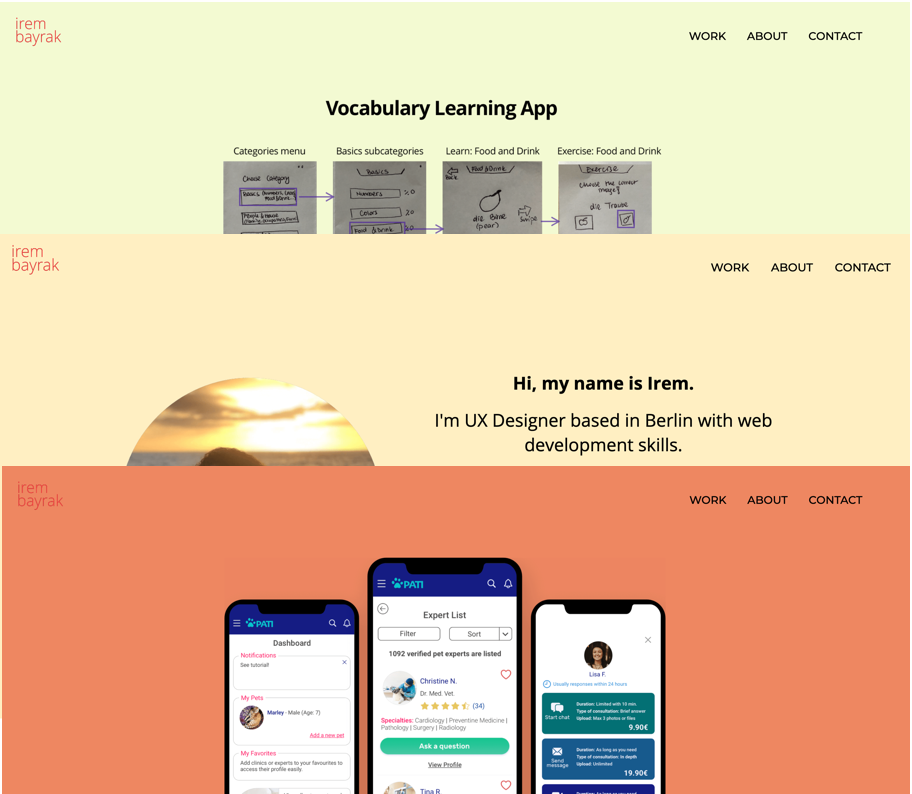 irem
bayrak
WORK ABOUT CONTACT
Vocabulary Learning App
Categories menu Basics subcategories Learn: Food and Drink Exercise: Food and Drink
Choose Category
Basics
Numbers
Colors 20
Food & Drink 20
Food & Drink
Back
die Birne
(pear)
Swipe
Exercise
Choose the correct
image!
die Traube
irem
bayrak
WORK ABOUT CONTACT
Hi, my name is Irem.
I'm UX Designer based in Berlin with web
development skills.
irem
bayrak
WORK ABOUT CONTACT
PATI
Dashboard
Notifications
See tutorial!
My Pets
Marley - Male (Age: 7)
Add a new pet
My Favorites
Add clinics or experts to your favourites to
access their profile easily.
PATI
Expert List
Filter Sort
1092 verified pet experts are listed
Christine N.
Dr. Med. Vet.
(34)
Specialties: Cardiology | Preventive Medicine |
Pathology | Surgery | Radiology
Ask a question
View Profile
Tina R
Lisa F.
Usually responses within 24 hours
Start chat
Duration: Limited with 10 min.
Type of consultation: Brief answer
Upload: Max 3 photos or files
9.90€
Send
message
Duration: As long as you need
Type of consultation: In depth
Upload: Unlimited
19.90€